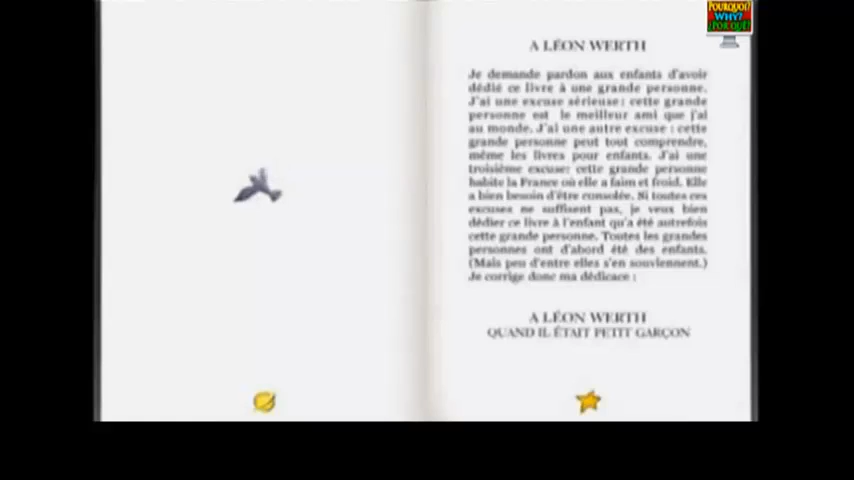 POURQUOI?
WHY?
¿PORQUÉ?
A LÉON WERTH
Je demande pardon aux enfants d'avoir
dédié ce livre à une grande personne.
J'ai une excuse sérieuse : cette grande
personne est le meilleur ami que j'ai
au monde. J'ai une autre excuse : cette
grande personne peut tout comprendre,
même les livres pour enfants. J'ai une
troisième excuse: cette grande personne
habite la France où elle a faim et froid. Elle
a bien besoin d'être consolée. Si toutes ces
excuses ne suffisent pas, je veux bien
dédier ce livre à l'enfant qu'a été autrefois
cette grande personne. Toutes les grandes
personnes ont d'abord été des enfants.
(Mais peu d'entre elles s'en souviennent.)
Je corrige donc ma dédicace :
A LÉON WERTH
QUAND IL ÉTAIT PETIT GARÇON